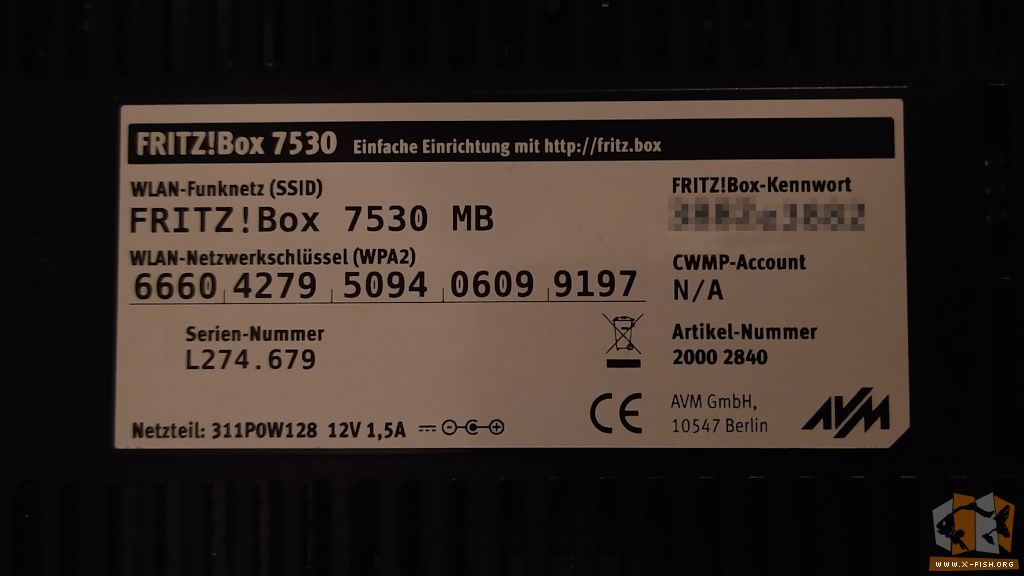 FRITZ!Box 7530 Einfache Einrichtung mit http://fritz.box
WLAN-Funknetz (SSID)
FRITZ!Box 7530 MB
WLAN-Netzwerkschlüssel (WPA2)
6660 4279 5094 0609 9197
Serien-Nummer
L274.679
Netzteil: 311P0W128 12V 1,5A
FRITZ!Box-Kennwort
CWMP-Account
N/A
Artikel-Nummer
2000 2840
CE
AVM GmbH,
10547 Berlin
AVM
WWW.X-FISH.ORG